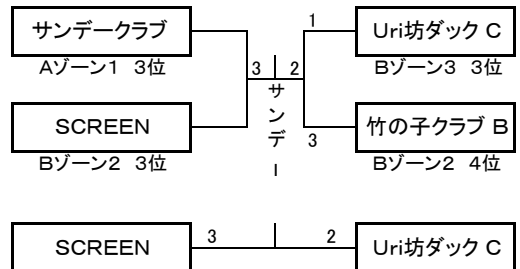 サンデークラブ
Aゾーン1 3位
SCREEN
Bゾーン2 3位
3
2
サンデー
1
3
Uri坊ダック C
Bゾーン3 3位
竹の子クラブ B
Bゾーン2 4位
SCREEN
3
2
Uri坊ダック C